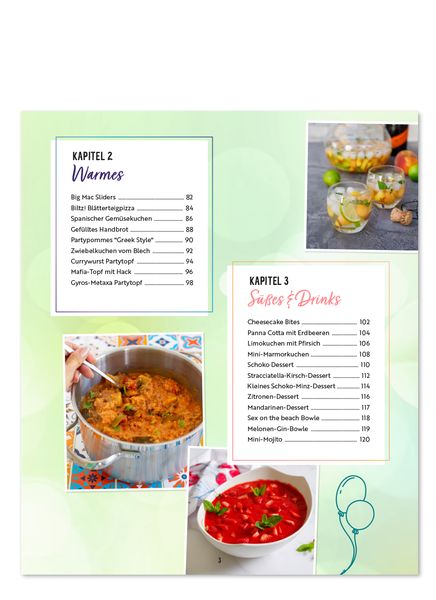 KAPITEL 2
Warmes
Big Mac Sliders 82
Biltz! Blätterteigpizza 84
Spanischer Gemüsekuchen 86
Gefülltes Handbrot 88
Partypommes "Greek Style" 90
Zwiebelkuchen vom Blech 92
Currywurst Partytopf 94
Mafia-Topf mit Hack 96
Gyros-Metaxa Partytopf 98
KAPITEL 3
Süßes & Drinks
Cheesecake Bites 102
Panna Cotta mit Erdbeeren 104
Limokuchen mit Pfirsich 106
Mini-Marmorkuchen 108
Schoko Dessert 110
Stracciatella-Kirsch-Dessert 112
Kleines Schoko-Minz-Dessert 114
Zitronen-Dessert 116
Mandarinen-Dessert 117
Sex on the beach Bowle 118
Melonen-Gin-Bowle 119
Mini-Mojito 120
3